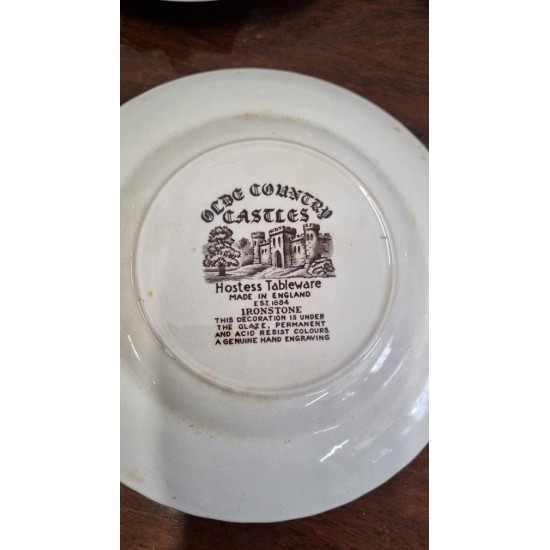 OLDE COUNTRY
CASTLES
Hostess Tableware
MADE IN ENGLAND
EST. 1884
IRONSTONE
THIS DECORATION IS UNDER
THE GLAZE, PERMANENT
AND ACID RESIST COLOURS.
A GENUINE HAND ENGRAVING